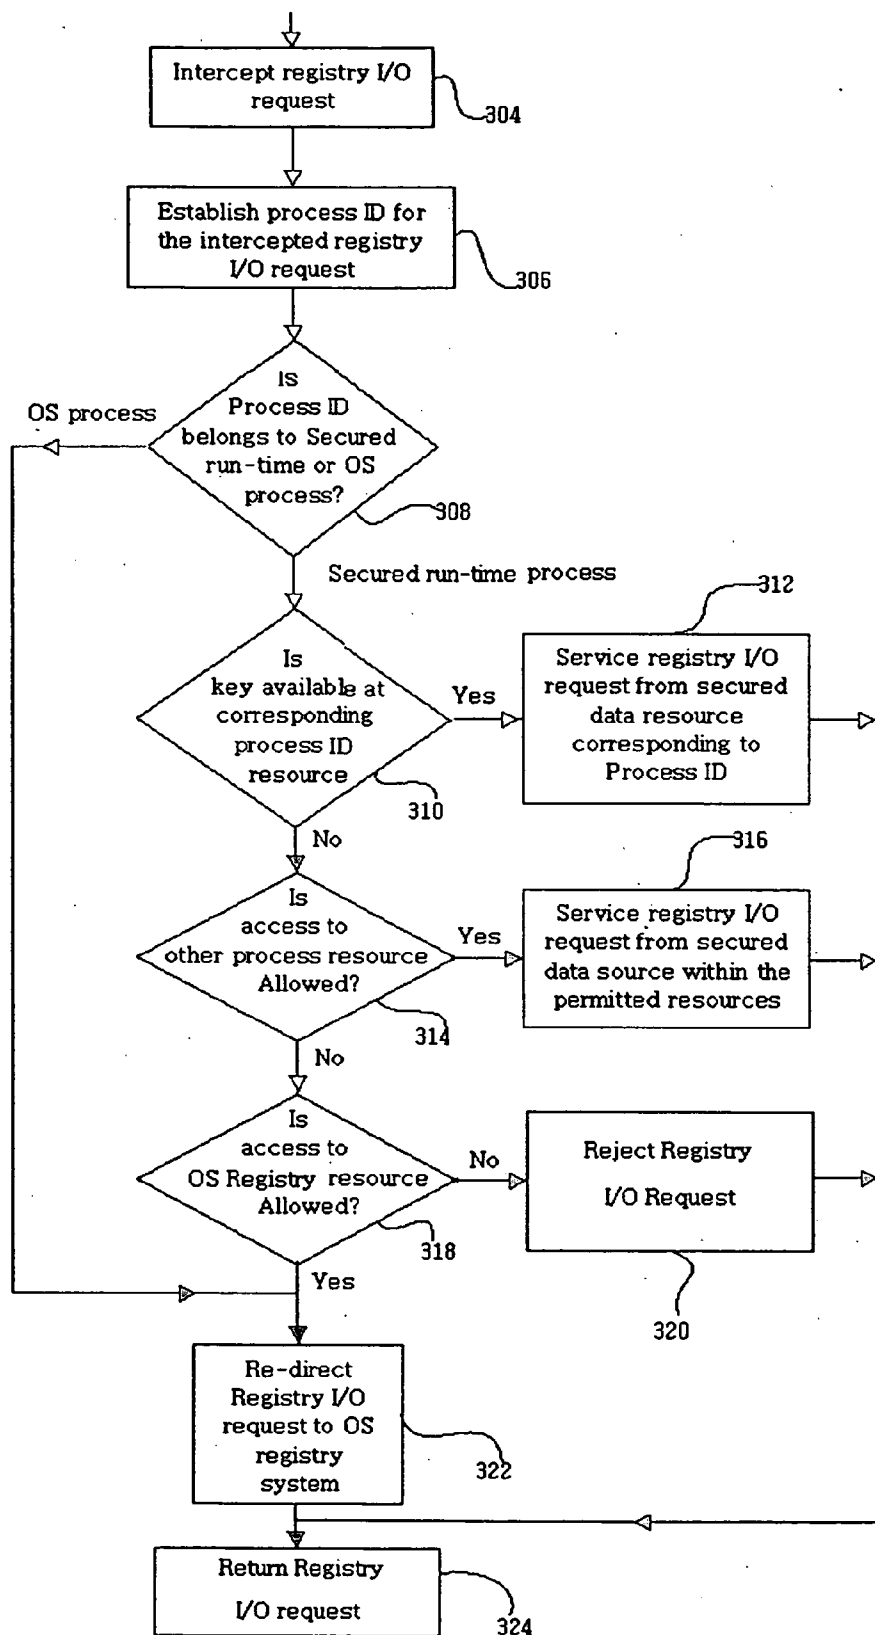 Intercept registry I/O
request
304
Establish process ID for
the intercepted registry
I/O request
306
Is
Process ID
belongs to Secured
run-time or OS
process?
OS process
308
Secured run-time process
312
Is
key available at
corresponding
process ID
resource
Yes
Service registry I/O
request from secured
data resource
corresponding to
Process ID
310
No
316
Is
access to
other process resource
Allowed?
Yes
Service registry I/O
request from secured
data source within the
permitted resources
314
No
Is
access to
OS Registry resource
Allowed?
No
Reject Registry
I/O Request
318
Yes
320
Re-direct
Registry I/O
request to OS
registry
system
322
Return Registry
I/O request
324